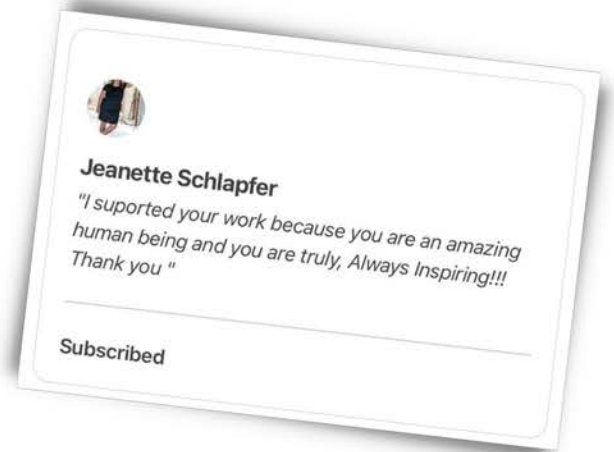 Jeanette Schlapfer
"I suported your work because you are an amazing
human being and you are truly, Always Inspiring!!!
Thank you "
Subscribed